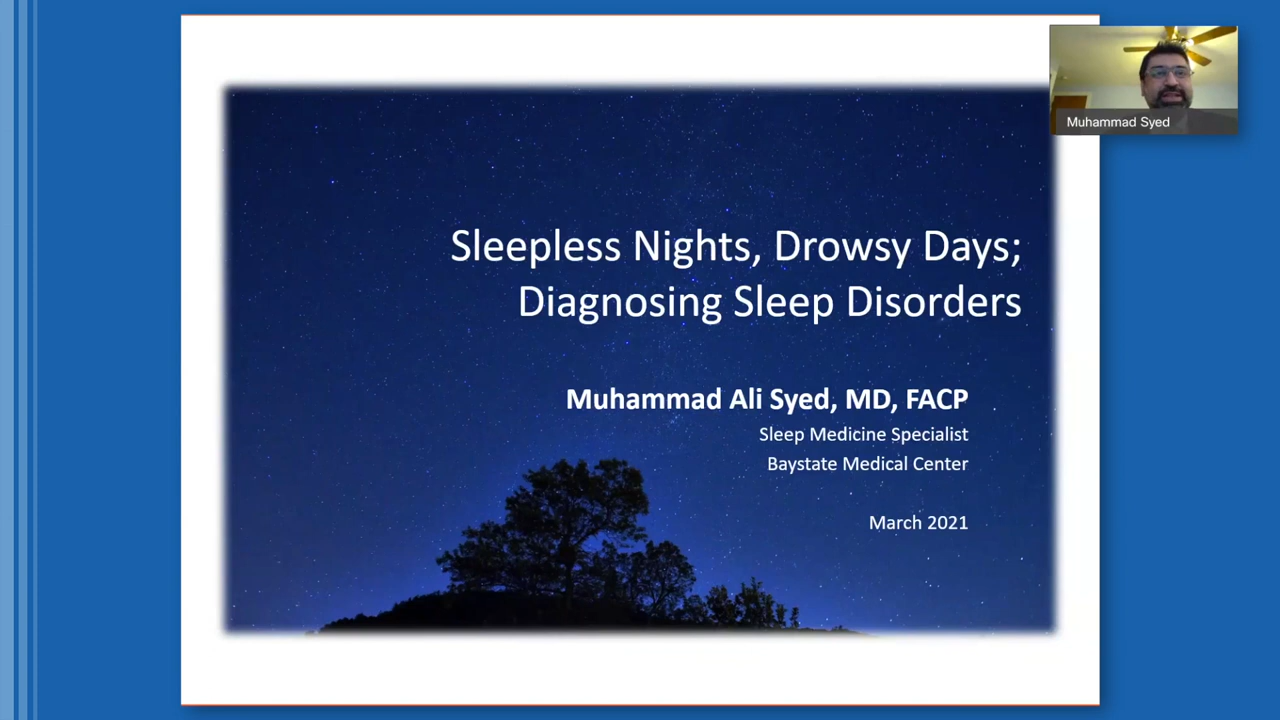 Sleepless Nights, Drowsy Days;
Diagnosing Sleep Disorders
Muhammad Ali Syed, MD, FACP
Sleep Medicine Specialist
Baystate Medical Center
March 2021
Muhammad Syed